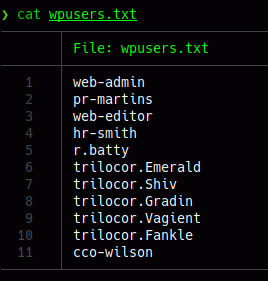 ❯ cat wpusers.txt
File: wpusers.txt
1 web-admin
2 pr-martins
3 web-editor
4 hr-smith
5 r.batty
6 trilocor.Emerald
7 trilocor.Shiv
8 trilocor.Gradin
9 trilocor.Vagient
10 trilocor.Fankle
11 cco-wilson